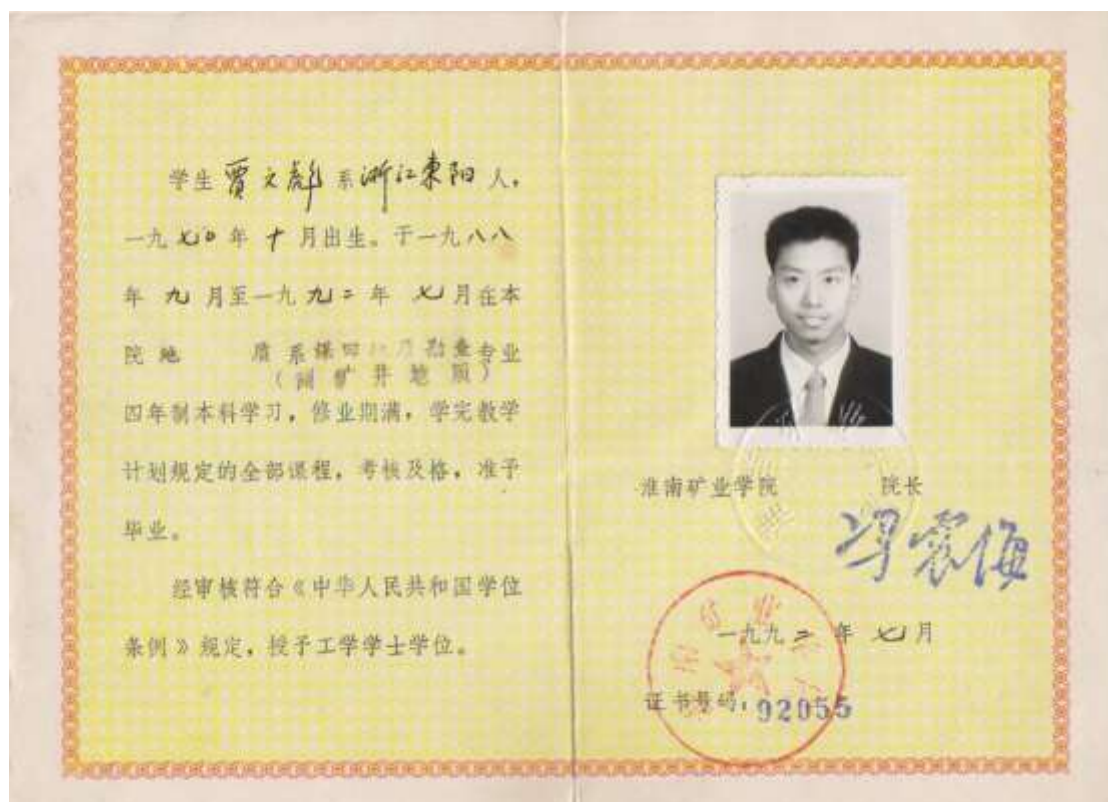 学生 贾文彪 系 浙江東阳 人。
一九七〇年十月出生。于一九八八
年九月至一九九二年七月在本
院地 质系煤田 勘查专业
井地质)
四年制本科学习,修业期满,学完教学
计划规定的全部课程,考核及格,准予
毕业。
经审核符合《中华人民共和国学位
条例》规定,授予工学学士学位。
淮南矿业学院 院长
冯震海
一九九二年七月
证书号码:92055